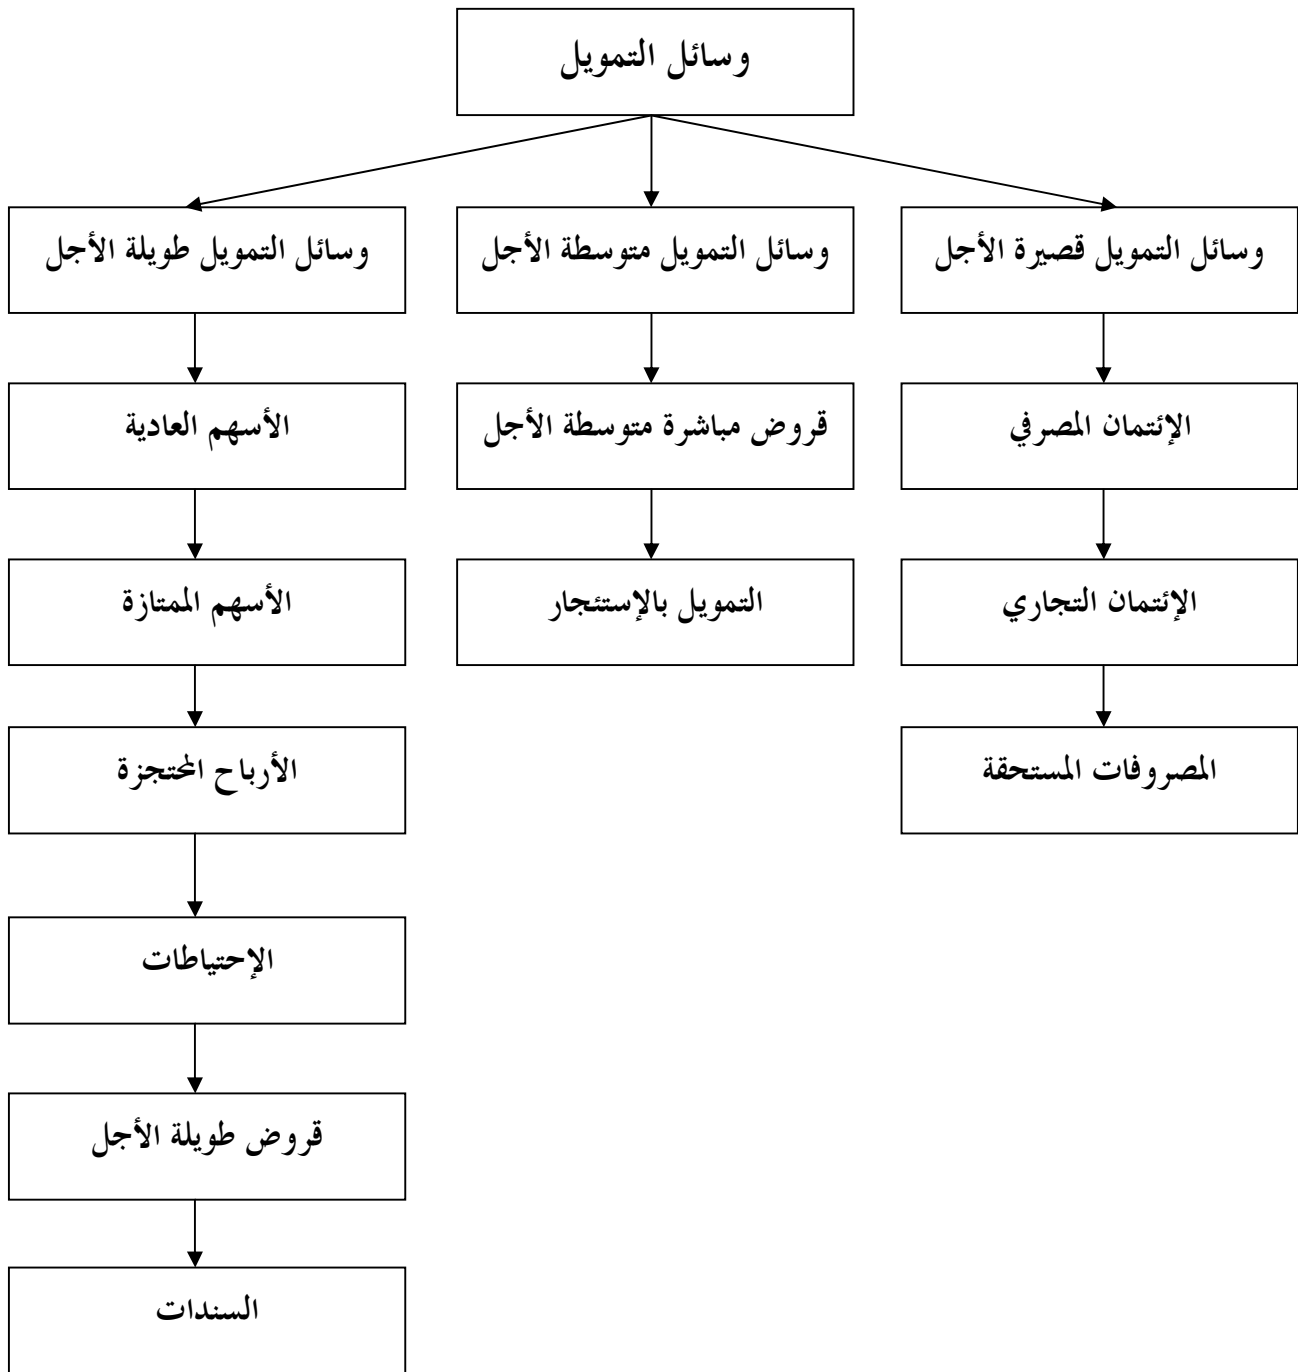 وسائل التمويل
وسائل التمويل قصيرة الأجل
وسائل التمويل متوسطة الأجل
وسائل التمويل طويلة الأجل
الإئتمان المصرفي
قروض مباشرة متوسطة الأجل
الأسهم العادية
الإئتمان التجاري
التمويل بالإستئجار
الأسهم الممتازة
المصروفات المستحقة
الأرباح المحتجزة
الإحتياطات
قروض طويلة الأجل
السندات